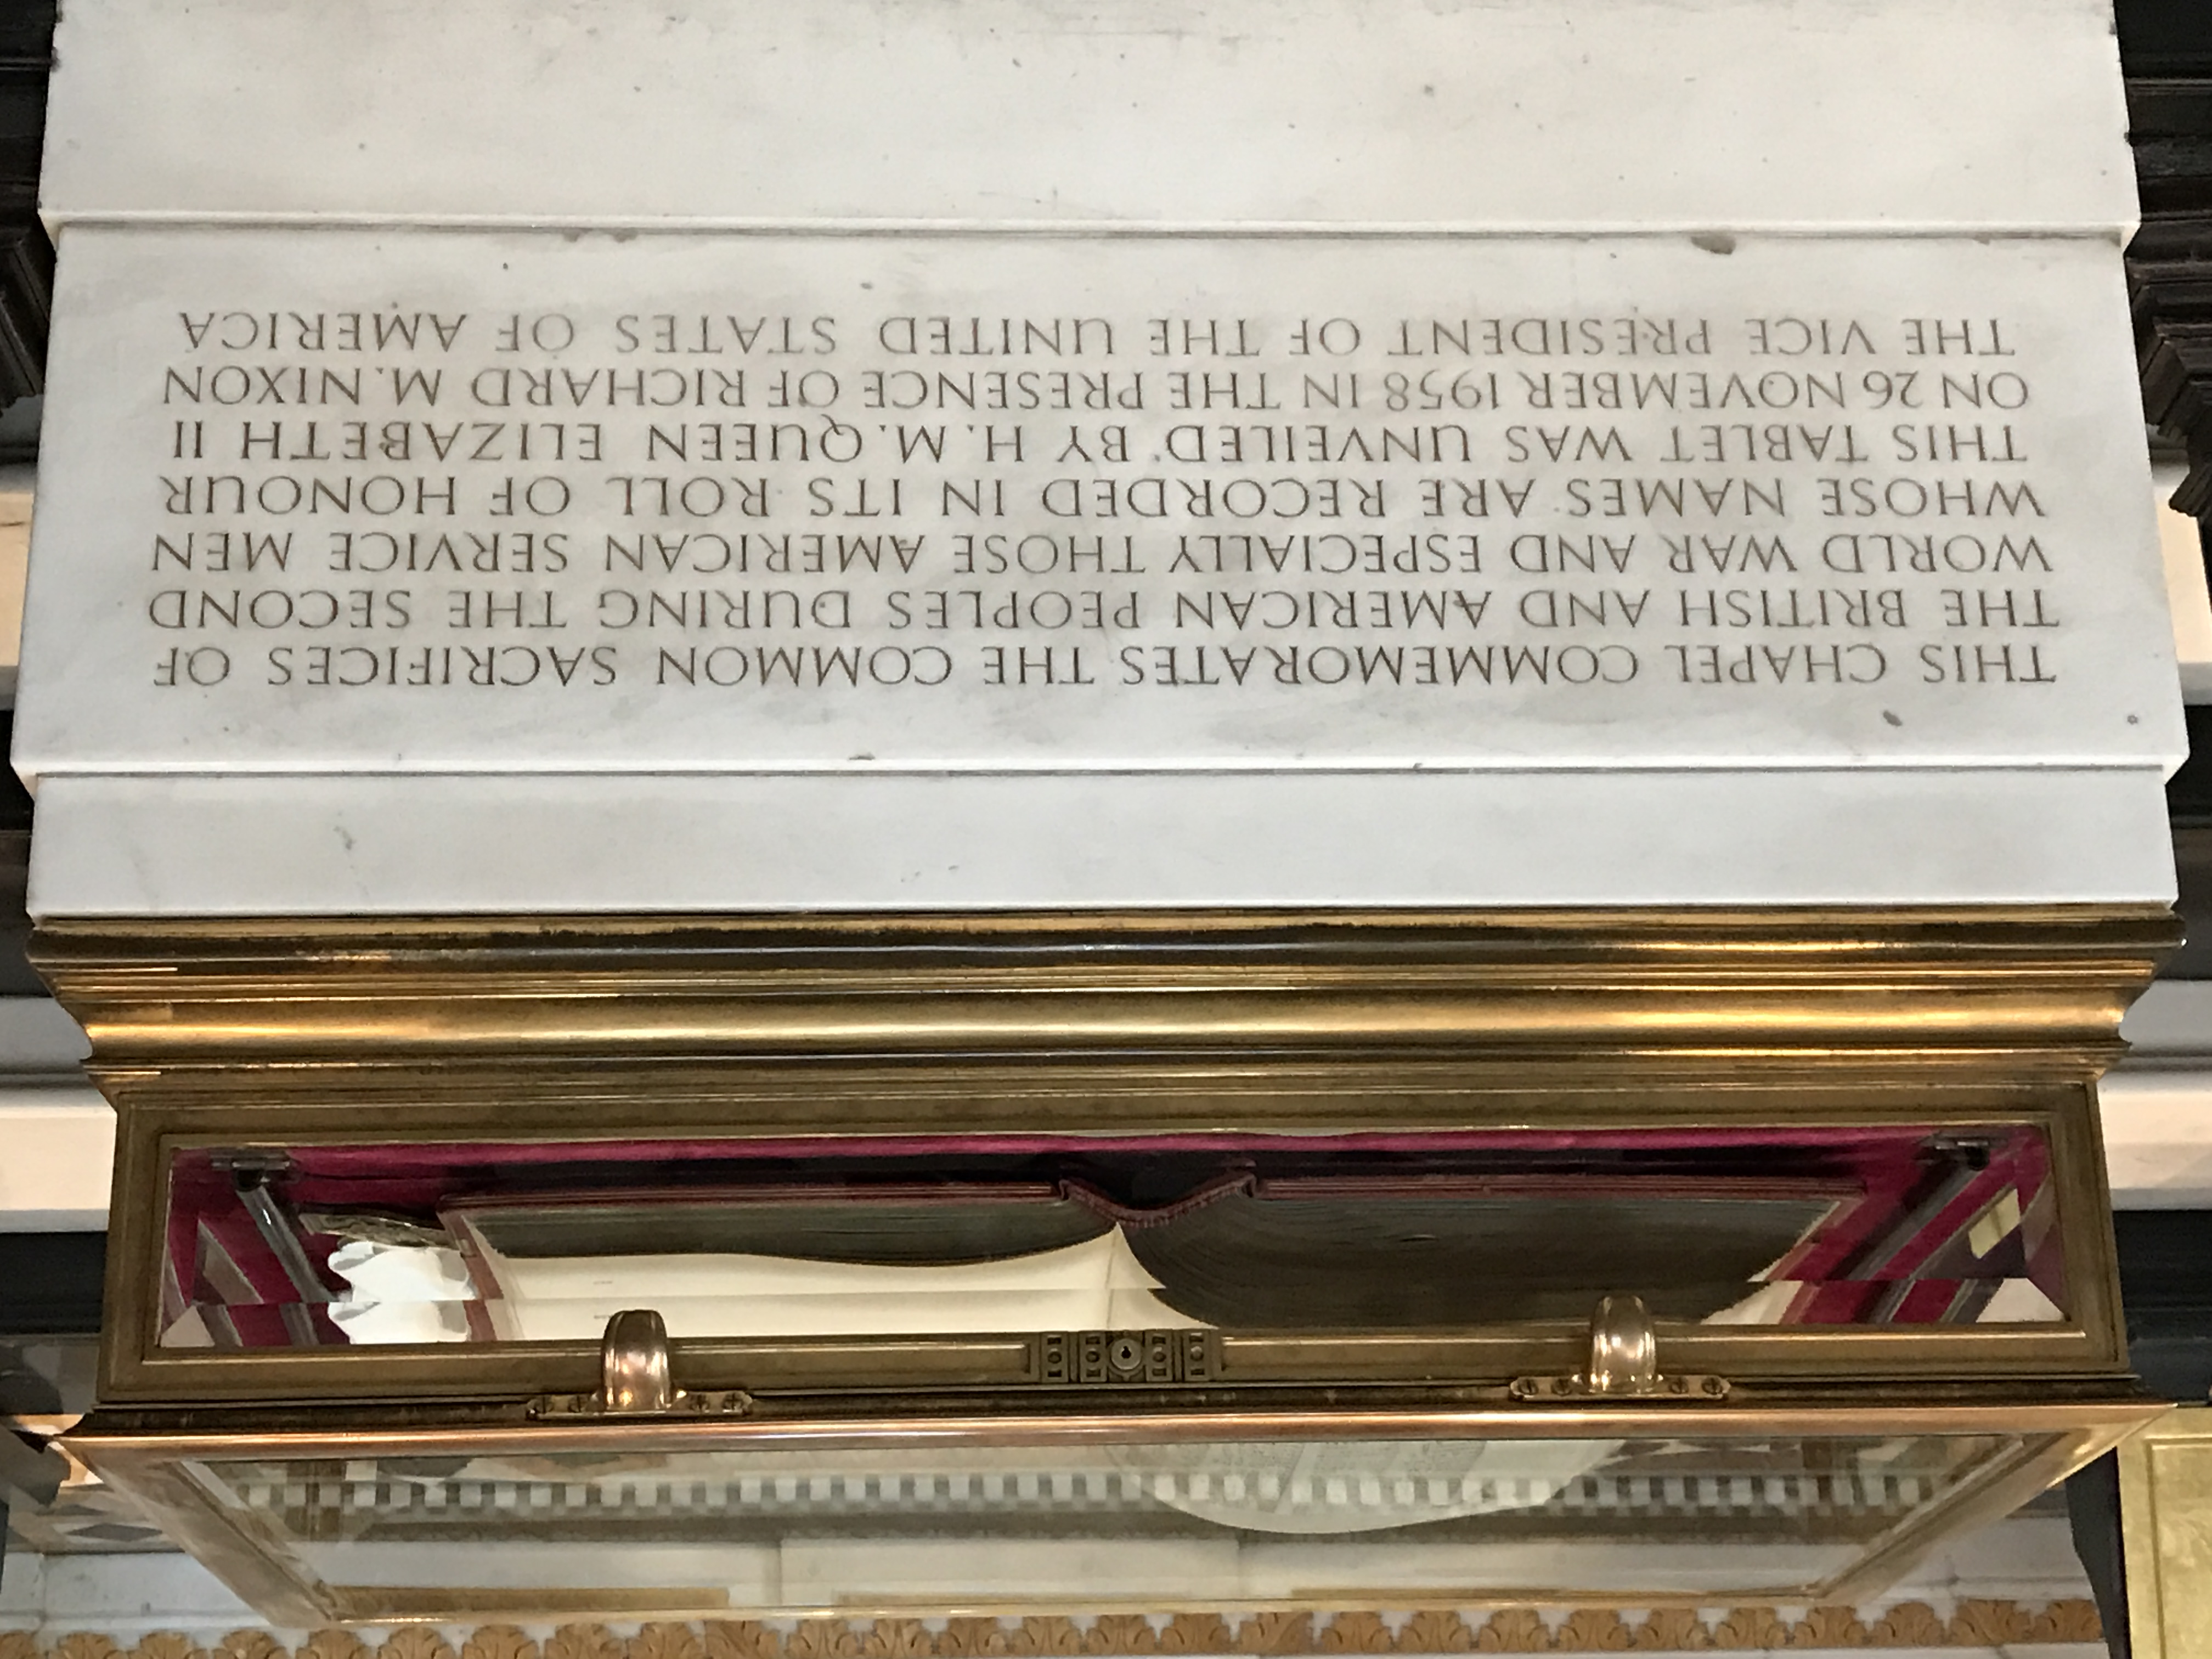 THIS CHAPEL COMMEMORATES THE COMMON SACRIFICES OF
THE BRITISH AND AMERICAN PEOPLES DURING THE SECOND
WORLD WAR AND ESPECIALLY THOSE AMERICAN SERVICE MEN
WHOSE NAMES ARE RECORDED IN ITS ROLL OF HONOUR
THIS TABLET WAS UNVEILED BY H. M. QUEEN ELIZABETH II
ON 26 NOVEMBER 1958 IN THE PRESENCE OF RICHARD M. NIXON
THE VICE PRESIDENT OF THE UNITED STATES OF AMERICA